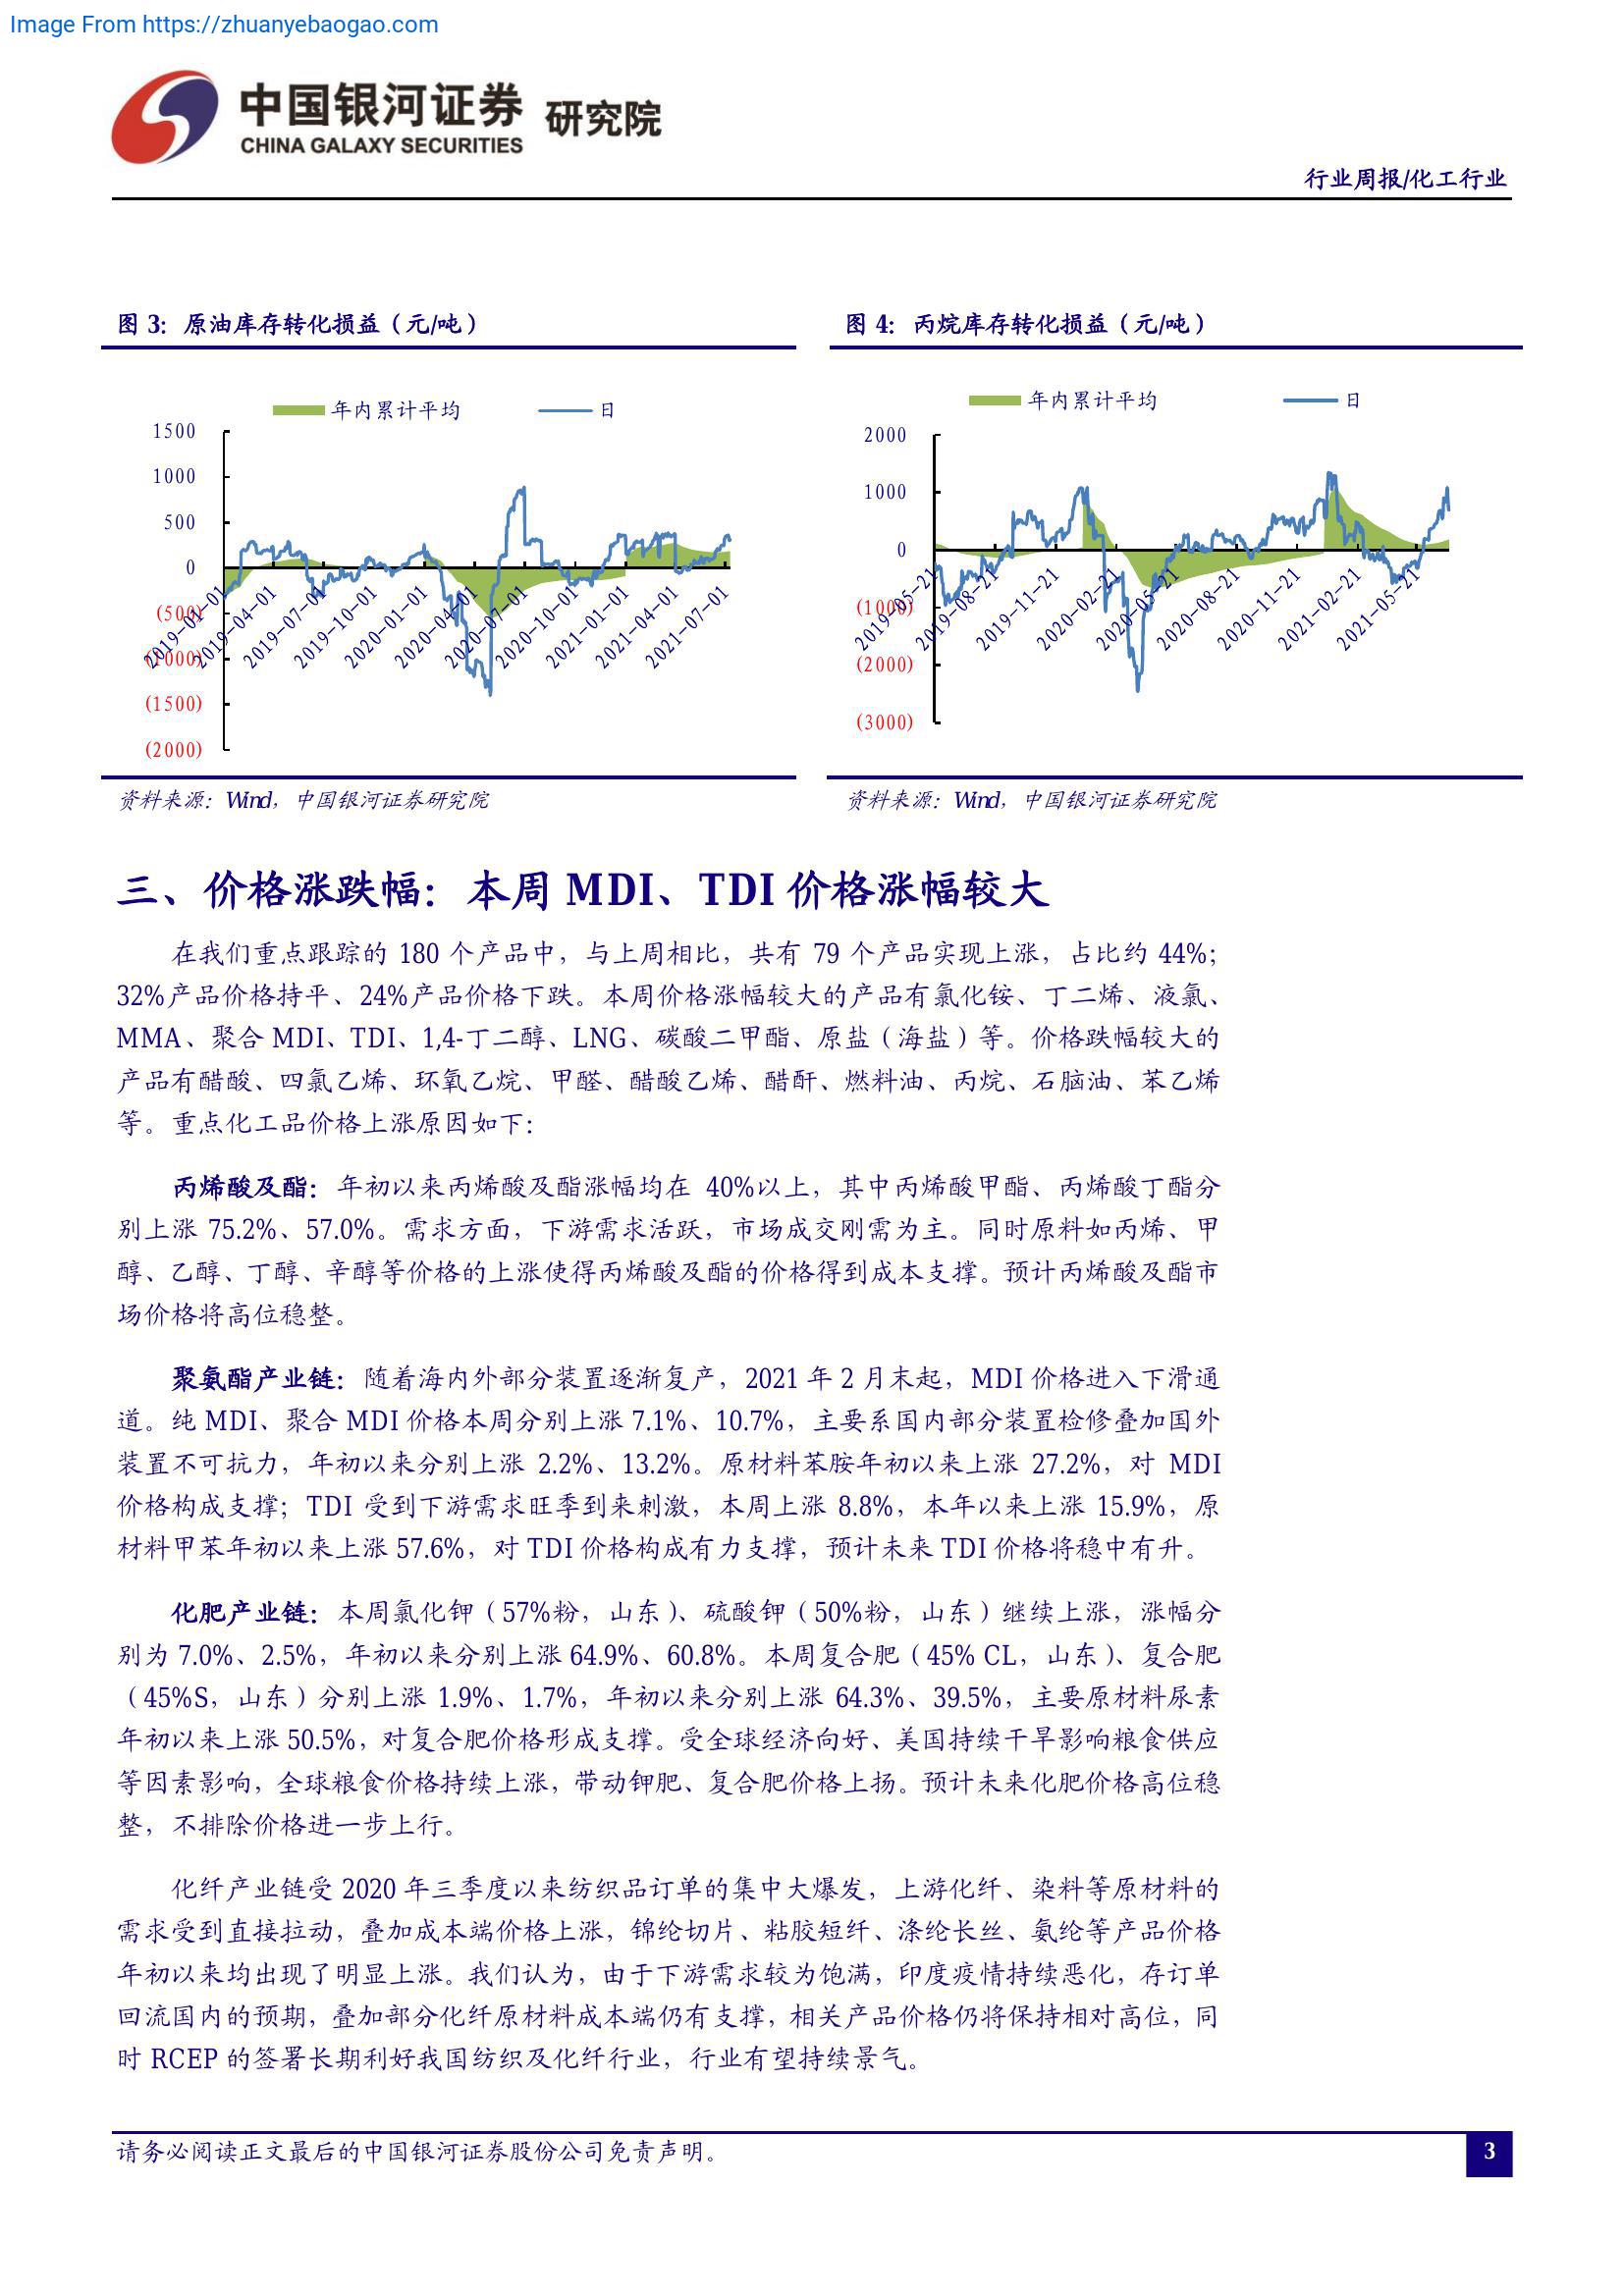 Image From https://zhuanyebaogao.com
中国银河证券 研究院
CHINA GALAXY SECURITIES
行业周报/化工行业
图 3：原油库存转化损益（元/吨）
年内累计平均 日
1500
1000
500
0
(500)
(1000)
(1500)
(2000)
2019-01-01
2019-04-01
2019-07-01
2019-10-01
2020-01-01
2020-04-01
2020-07-01
2020-10-01
2021-01-01
2021-04-01
2021-07-01
资料来源：Wind，中国银河证券研究院
图 4：丙烷库存转化损益（元/吨）
年内累计平均 日
2000
1000
0
(1000)
(2000)
(3000)
2019-05-21
2019-08-21
2019-11-21
2020-02-21
2020-05-21
2020-08-21
2020-11-21
2021-02-21
2021-05-21
资料来源：Wind，中国银河证券研究院
三、价格涨跌幅：本周 MDI、TDI 价格涨幅较大
在我们重点跟踪的 180 个产品中，与上周相比，共有 79 个产品实现上涨，占比约 44%；
32%产品价格持平、24%产品价格下跌。本周价格涨幅较大的产品有氯化铵、丁二烯、液氯、
MMA、聚合 MDI、TDI、1,4-丁二醇、LNG、碳酸二甲酯、原盐（海盐）等。价格跌幅较大的
产品有醋酸、四氯乙烯、环氧乙烷、甲醛、醋酸乙烯、醋酐、燃料油、丙烷、石脑油、苯乙烯
等。重点化工品价格上涨原因如下：
丙烯酸及酯：年初以来丙烯酸及酯涨幅均在 40%以上，其中丙烯酸甲酯、丙烯酸丁酯分
别上涨 75.2%、57.0%。需求方面，下游需求活跃，市场成交刚需为主。同时原料如丙烯、甲
醇、乙醇、丁醇、辛醇等价格的上涨使得丙烯酸及酯的价格得到成本支撑。预计丙烯酸及酯市
场价格将高位稳整。
聚氨酯产业链：随着海内外部分装置逐渐复产，2021 年 2 月末起，MDI 价格进入下滑通
道。纯 MDI、聚合 MDI 价格本周分别上涨 7.1%、10.7%，主要系国内部分装置检修叠加国外
装置不可抗力，年初以来分别上涨 2.2%、13.2%。原材料苯胺年初以来上涨 27.2%，对 MDI
价格构成支撑；TDI 受到下游需求旺季到来刺激，本周上涨 8.8%，本年以来上涨 15.9%，原
材料甲苯年初以来上涨 57.6%，对 TDI 价格构成有力支撑，预计未来 TDI 价格将稳中有升。
化肥产业链：本周氯化钾（57%粉，山东）、硫酸钾（50%粉，山东）继续上涨，涨幅分
别为 7.0%、2.5%，年初以来分别上涨 64.9%、60.8%。本周复合肥（45% CL，山东）、复合肥
（45%S，山东）分别上涨 1.9%、1.7%，年初以来分别上涨 64.3%、39.5%，主要原材料尿素
年初以来上涨 50.5%，对复合肥价格形成支撑。受全球经济向好、美国持续干旱影响粮食供应
等因素影响，全球粮食价格持续上涨，带动钾肥、复合肥价格上扬。预计未来化肥价格高位稳
整，不排除价格进一步上行。
化纤产业链受 2020 年三季度以来纺织品订单的集中大爆发，上游化纤、染料等原材料的
需求受到直接拉动，叠加成本端价格上涨，锦纶切片、粘胶短纤、涤纶长丝、氨纶等产品价格
年初以来均出现了明显上涨。我们认为，由于下游需求较为饱满，印度疫情持续恶化，存订单
回流国内的预期，叠加部分化纤原材料成本端仍有支撑，相关产品价格仍将保持相对高位，同
时 RCEP 的签署长期利好我国纺织及化纤行业，行业有望持续景气。
请务必阅读正文最后的中国银河证券股份公司免责声明。
3